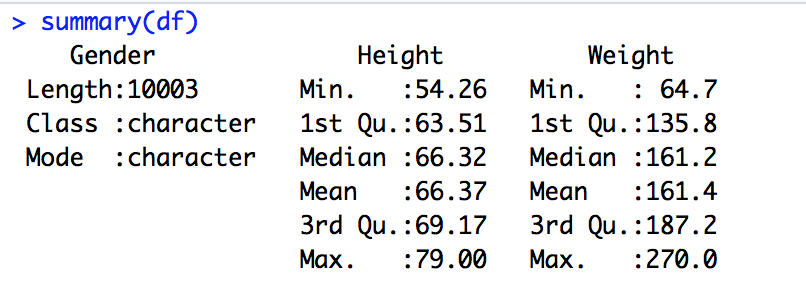 > summary(df)
    Gender              Height          Weight
 Length:10003       Min.   :54.26   Min.   : 64.7
 Class :character   1st Qu.:63.51   1st Qu.:135.8
 Mode  :character   Median :66.32   Median :161.2
                    Mean   :66.37   Mean   :161.4
                    3rd Qu.:69.17   3rd Qu.:187.2
                    Max.   :79.00   Max.   :270.0